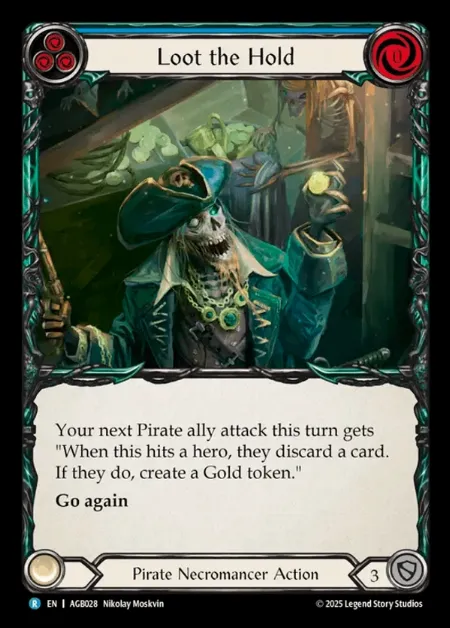 Loot the Hold
0
Your next Pirate ally attack this turn gets
"When this hits a hero, they discard a card.
If they do, create a Gold token."
Go again
Pirate Necromancer Action
3
R EN | AGB028 Nikolay Moskvin
© 2025 Legend Story Studios